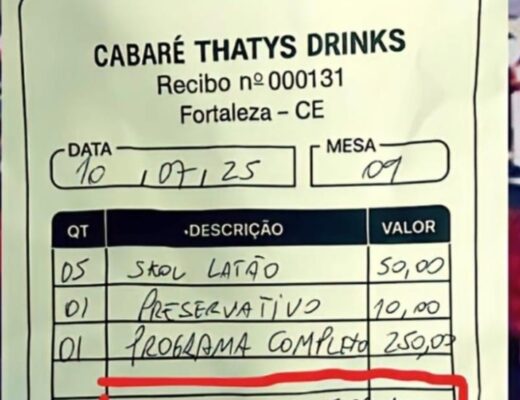 CABARÉ THATYS DRINKS
Recibo nº 000131
Fortaleza – CE
DATA MESA
10 , 07 , 25 09
QT DESCRIÇÃO VALOR
05 SKOL LATÃO 50,00
01 PRESERVATIVO 10,00
01 PROGRAMA COMPLETO 250,00